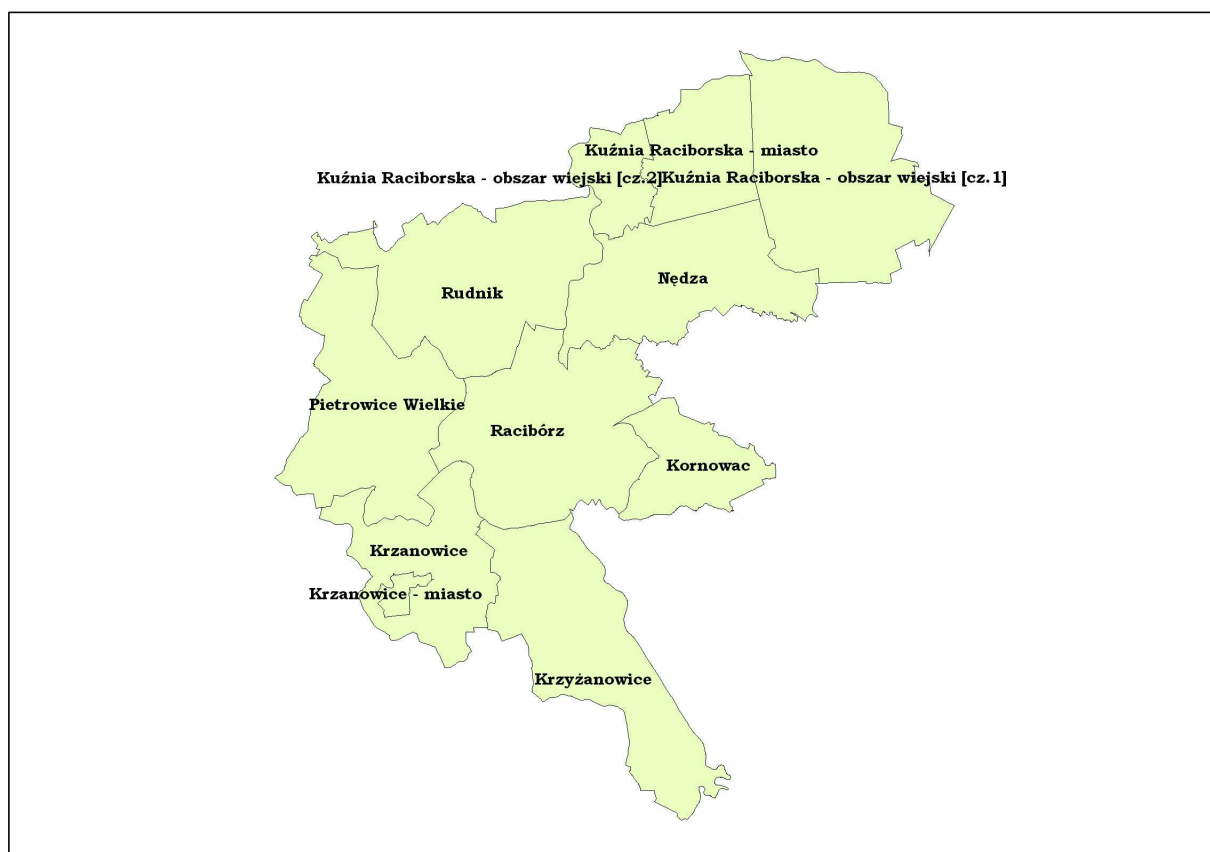 Kuźnia Raciborska - miasto
Kuźnia Raciborska - obszar wiejski [cz.2]
Kuźnia Raciborska - obszar wiejski [cz.1]
Nędza
Rudnik
Pietrowice Wielkie
Racibórz
Kornowac
Krzanowice
Krzanowice - miasto
Krzyżanowice